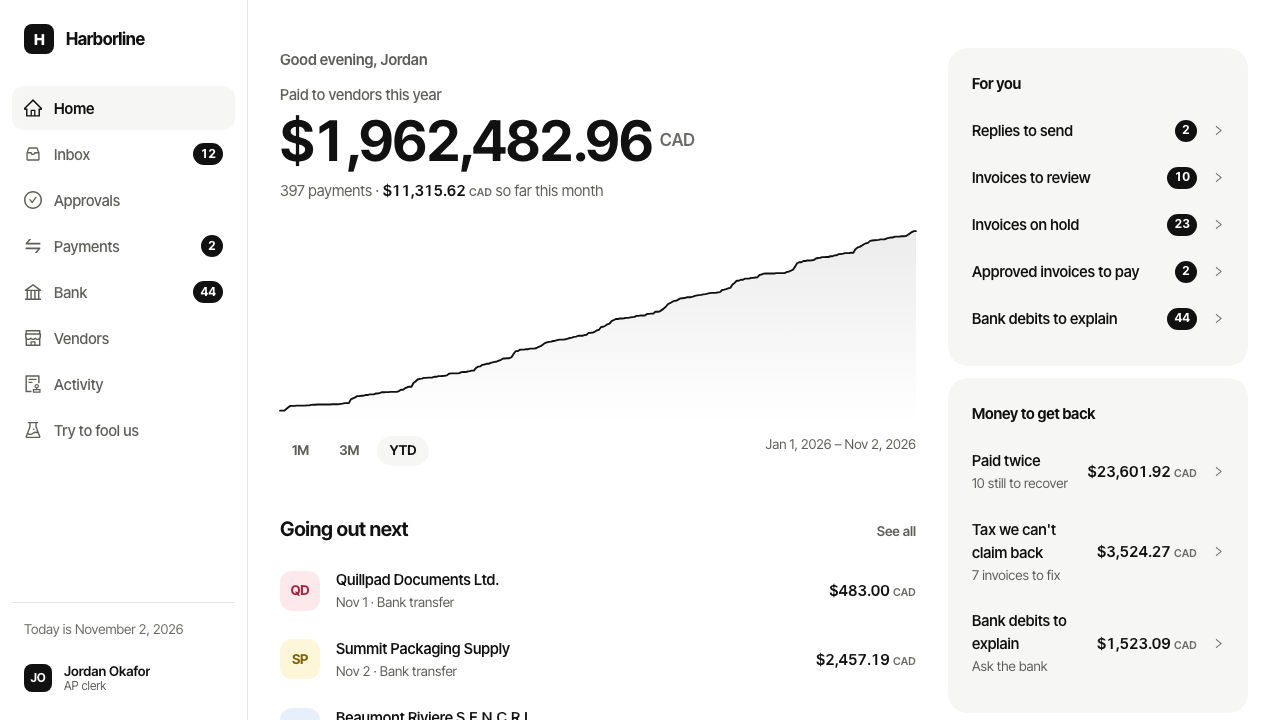 H Harborline
Home
Inbox 12
Approvals
Payments 2
Bank 44
Vendors
Activity
Try to fool us
Today is November 2, 2026
JO Jordan Okafor
AP clerk
Good evening, Jordan
Paid to vendors this year
$1,962,482.96 CAD
397 payments · $11,315.62 CAD so far this month
1M 3M YTD
Jan 1, 2026 – Nov 2, 2026
Going out next
See all
QD Quillpad Documents Ltd.
Nov 1 · Bank transfer
$483.00 CAD
SP Summit Packaging Supply
Nov 2 · Bank transfer
$2,457.19 CAD
Beaumont Riviere S.E.N.C.R.L.
For you
Replies to send 2
Invoices to review 10
Invoices on hold 23
Approved invoices to pay 2
Bank debits to explain 44
Money to get back
Paid twice
10 still to recover
$23,601.92 CAD
Tax we can't
claim back
7 invoices to fix
$3,524.27 CAD
Bank debits to
explain
Ask the bank
$1,523.09 CAD